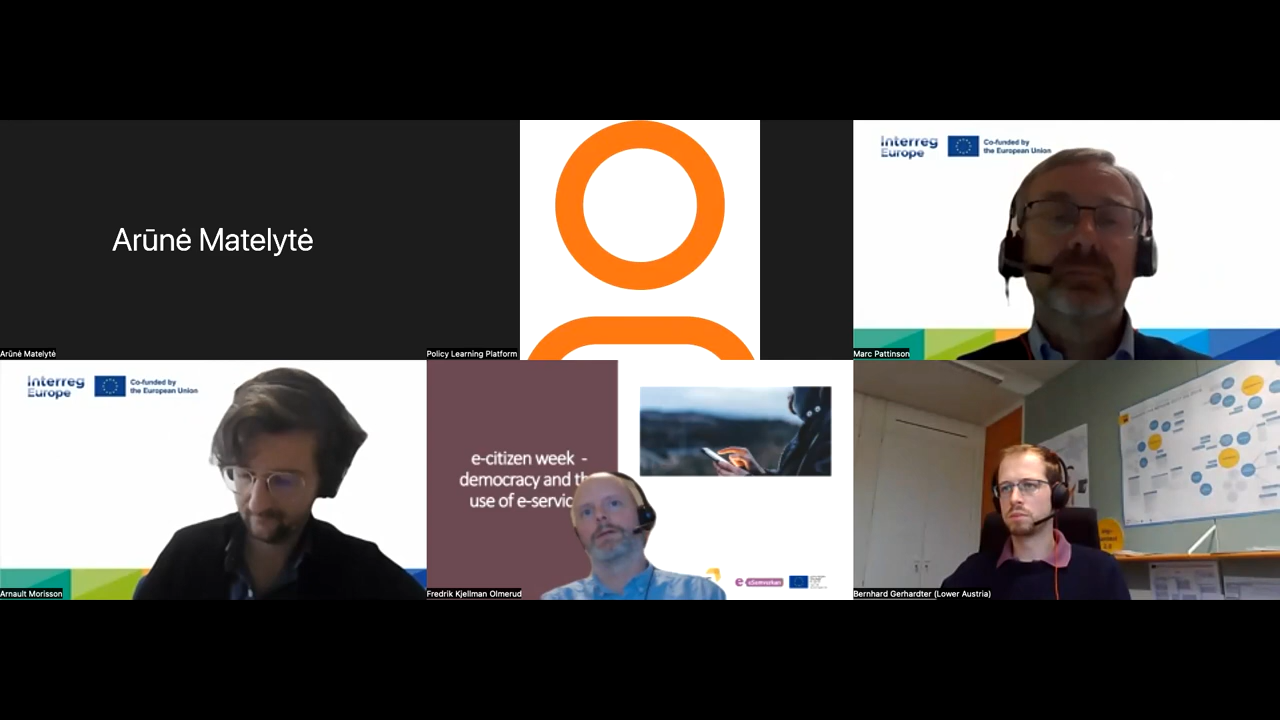 Arūnė Matelytė
Arūnė Matelytė
Policy Learning Platform
Interreg
Europe
Co-funded by
the European Union
Marc Pattinson
Interreg
Europe
Co-funded by
the European Union
Arnault Morisson
e-citizen week -
democracy and th
use of e-servic
eSamverkan
Fredrik Kjellman Olmerud
Bernhard Gerhardter (Lower Austria)